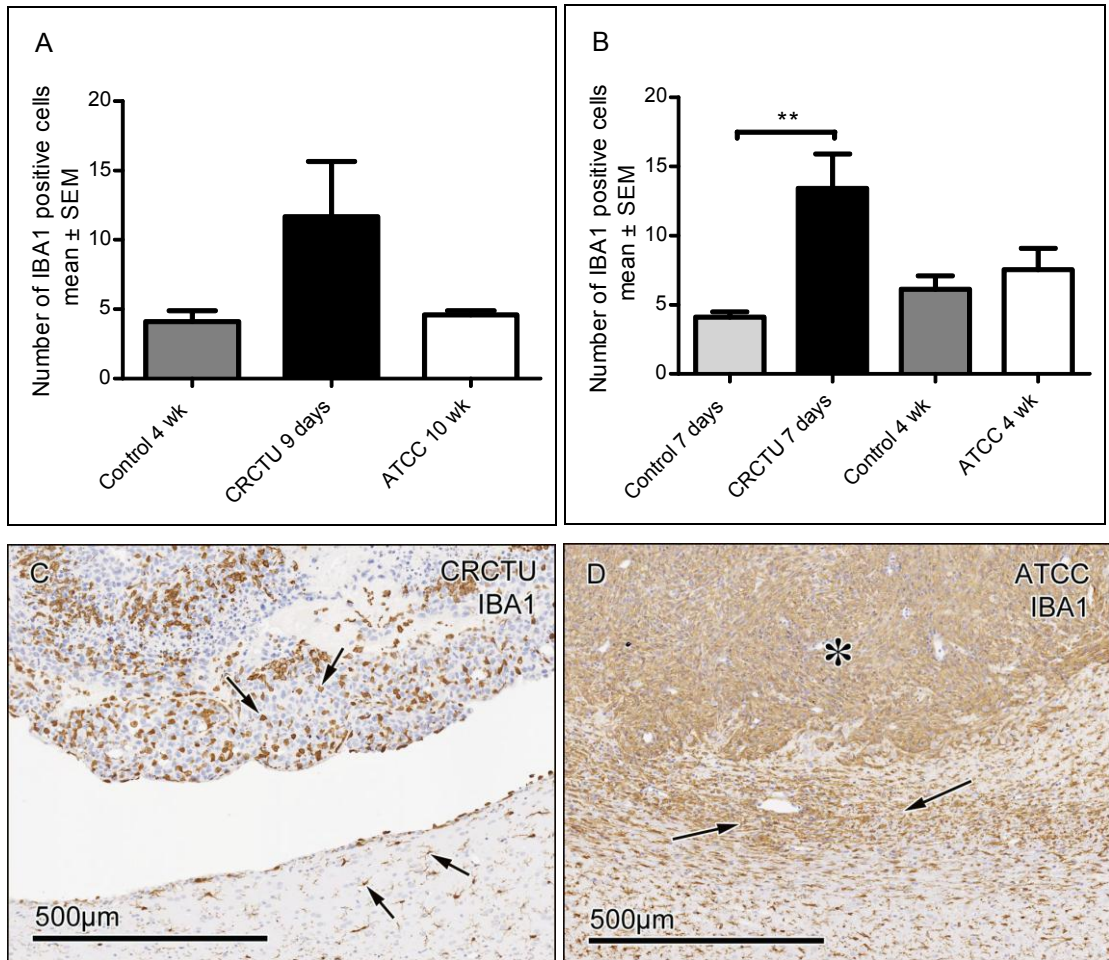 A
Number of IBA1 positive cells
mean ± SEM
20
15
10
5
0
Control 4 wk
CRCTU 9 days
ATCC 10 wk
B
Number of IBA1 positive cells
mean ± SEM
20
15
10
5
0
**
Control 7 days
CRCTU 7 days
Control 4 wk
ATCC 4 wk
C
CRCTU
IBA1
500µm
D
ATCC
IBA1
*
500µm